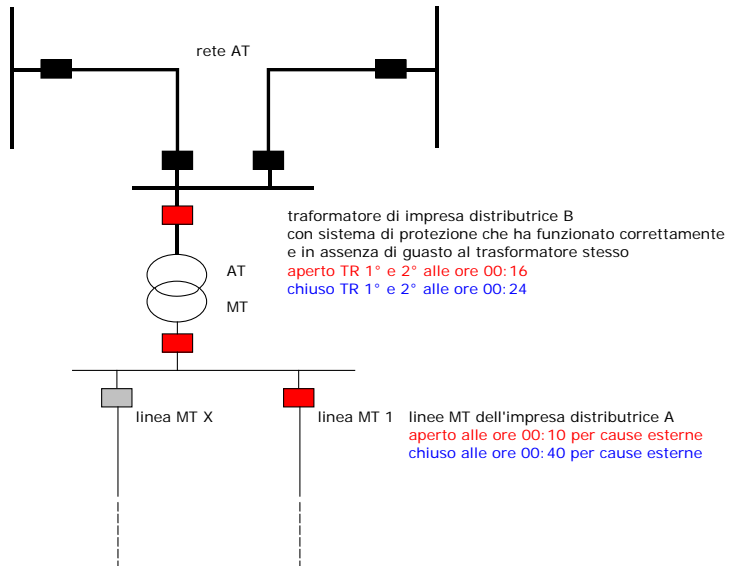 rete AT
traformatore di impresa distributrice B
con sistema di protezione che ha funzionato correttamente
e in assenza di guasto al trasformatore stesso
aperto TR 1° e 2° alle ore 00:16
chiuso TR 1° e 2° alle ore 00:24
AT
MT
linea MT X
linea MT 1
linee MT dell'impresa distributrice A
aperto alle ore 00:10 per cause esterne
chiuso alle ore 00:40 per cause esterne